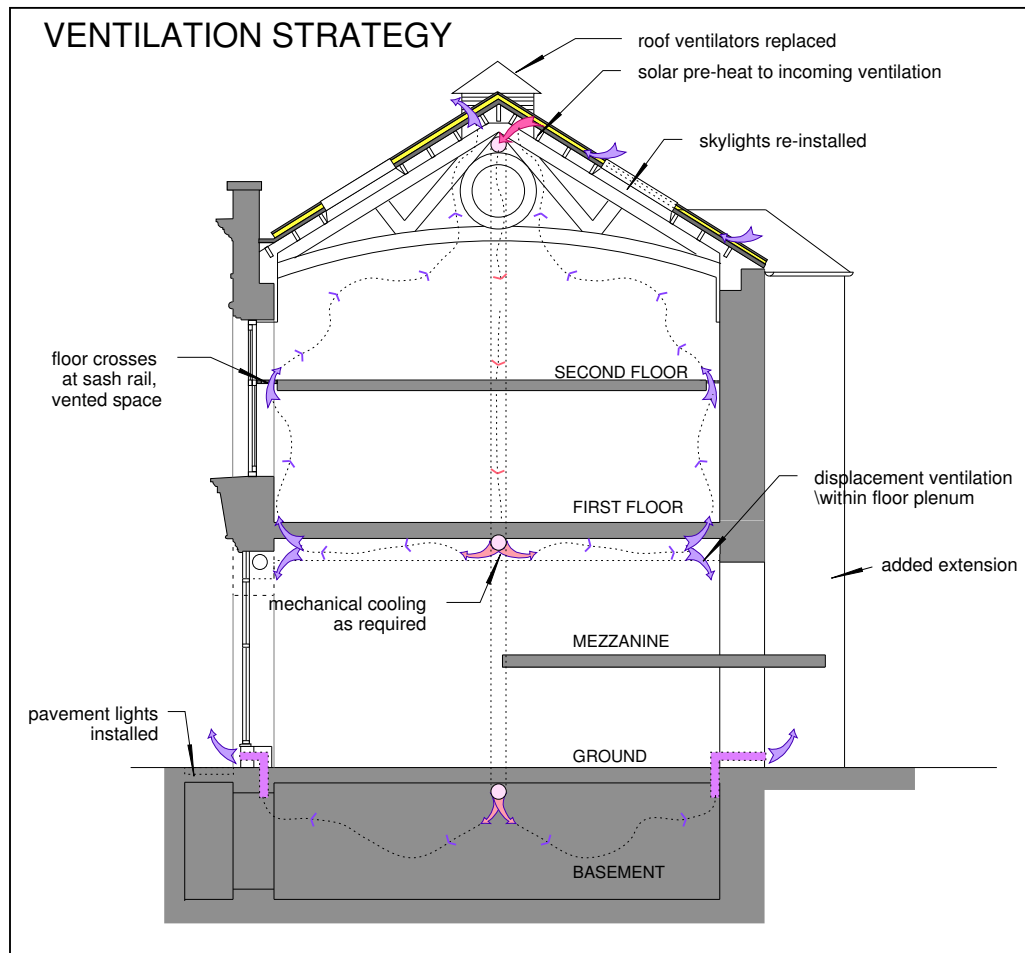 VENTILATION STRATEGY
roof ventilators replaced
solar pre-heat to incoming ventilation
skylights re-installed
floor crosses
at sash rail,
vented space
SECOND FLOOR
displacement ventilation
\within floor plenum
FIRST FLOOR
added extension
mechanical cooling
as required
MEZZANINE
pavement lights
installed
GROUND
BASEMENT